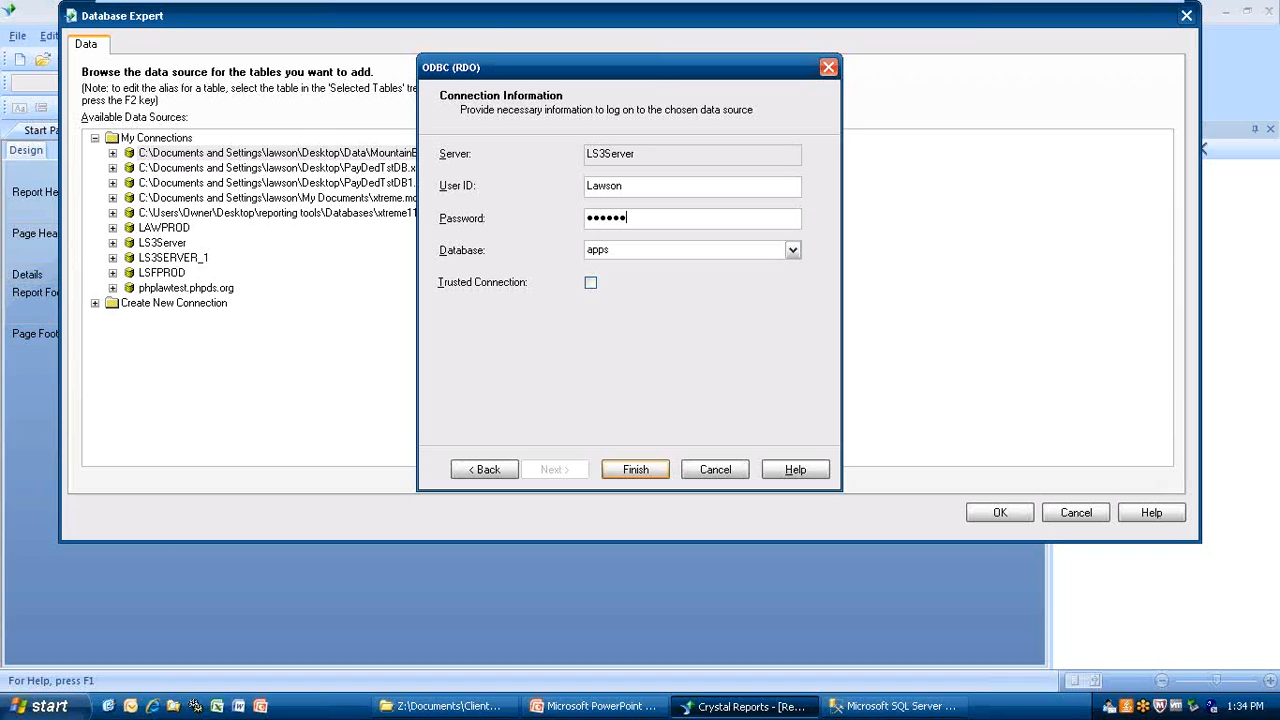 Database Expert
File
Edi
Data
Browse the data source for the tables you want to add.
(Note: to edit the alias for a table, select the table in the 'Selected Tables' tre
press the F2 key)
Available Data Sources:
Start Pa
Design
Report He
Page Hea
Details
Report Foo
Page Foot
My Connections
C:\Documents and Settings\lawson\Desktop\Data\MountainB
C:\Documents and Settings\lawson\Desktop\PayDedTstDB.x
C:\Documents and Settings\lawson\Desktop\PayDedTstDB1.
C:\Documents and Settings\lawson\My Documents\xtreme.mo
C:\Users\Owner\Desktop\reporting tools\Databases\xtreme11
LAWPROD
LS3Server
LS3SERVER_1
LSFPROD
phplawtest.phpds.org
Create New Connection
ODBC (RDO)
Connection Information
Provide necessary information to log on to the chosen data source
Server: LS3Server
User ID: Lawson
Password: ●●●●●●
Database: apps
Trusted Connection:
< Back Next > Finish Cancel Help
OK Cancel Help
For Help, press F1
start
Z:\Documents\Client...
Microsoft PowerPoint ...
Crystal Reports - [Re...
Microsoft SQL Server ...
1:34 PM